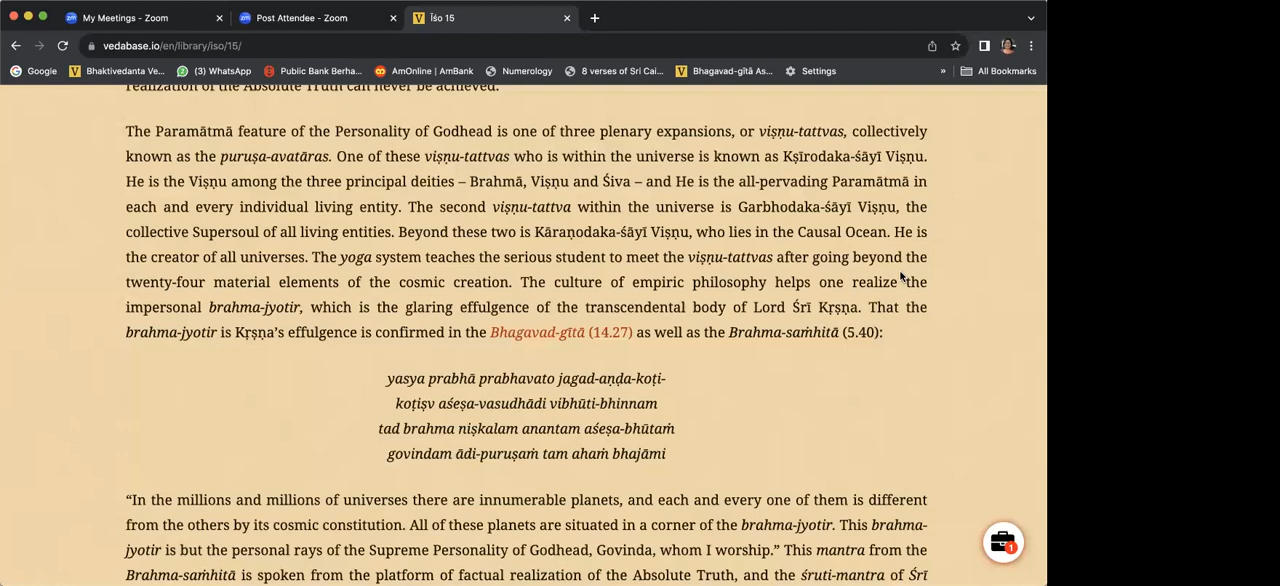 My Meetings - Zoom
Post Attendee - Zoom
Īśo 15
vedabase.io/en/library/iso/15/
Google
Bhaktivedanta Ve...
(3) WhatsApp
Public Bank Berha...
AmOnline | AmBank
Numerology
8 verses of Sri Cai...
Bhagavad-gītā As...
Settings
»
All Bookmarks
realization of the Absolute Truth can never be achieved.
The Paramātmā feature of the Personality of Godhead is one of three plenary expansions, or viṣṇu-tattvas, collectively
known as the puruṣa-avatāras. One of these viṣṇu-tattvas who is within the universe is known as Kṣīrodaka-śāyī Viṣṇu.
He is the Viṣṇu among the three principal deities – Brahmā, Viṣṇu and Śiva – and He is the all-pervading Paramātmā in
each and every individual living entity. The second viṣṇu-tattva within the universe is Garbhodaka-śāyī Viṣṇu, the
collective Supersoul of all living entities. Beyond these two is Kāraṇodaka-śāyī Viṣṇu, who lies in the Causal Ocean. He is
the creator of all universes. The yoga system teaches the serious student to meet the viṣṇu-tattvas after going beyond the
twenty-four material elements of the cosmic creation. The culture of empiric philosophy helps one realize the
impersonal brahma-jyotir, which is the glaring effulgence of the transcendental body of Lord Śrī Kṛṣṇa. That the
brahma-jyotir is Kṛṣṇa’s effulgence is confirmed in the Bhagavad-gītā (14.27) as well as the Brahma-saṁhitā (5.40):
yasya prabhā prabhavato jagad-aṇḍa-koṭi-
koṭiṣv aśeṣa-vasudhādi vibhūti-bhinnam
tad brahma niṣkalam anantam aśeṣa-bhūtaṁ
govindam ādi-puruṣaṁ tam ahaṁ bhajāmi
“In the millions and millions of universes there are innumerable planets, and each and every one of them is different
from the others by its cosmic constitution. All of these planets are situated in a corner of the brahma-jyotir. This brahma-
jyotir is but the personal rays of the Supreme Personality of Godhead, Govinda, whom I worship.” This mantra from the
Brahma-saṁhitā is spoken from the platform of factual realization of the Absolute Truth, and the śruti-mantra of Śrī
1